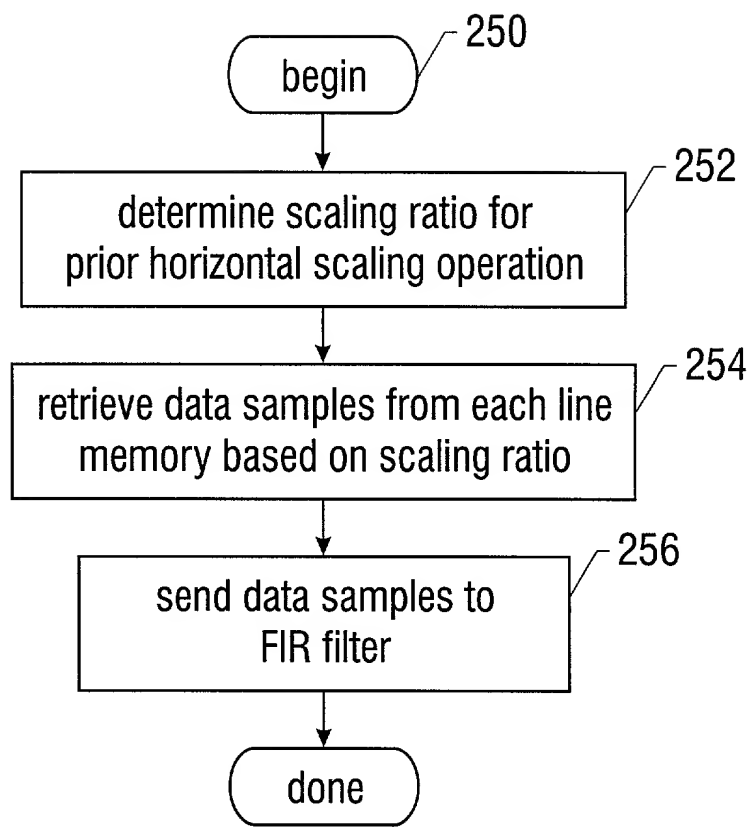 250
begin
252
determine scaling ratio for
prior horizontal scaling operation
254
retrieve data samples from each line
memory based on scaling ratio
256
send data samples to
FIR filter
done